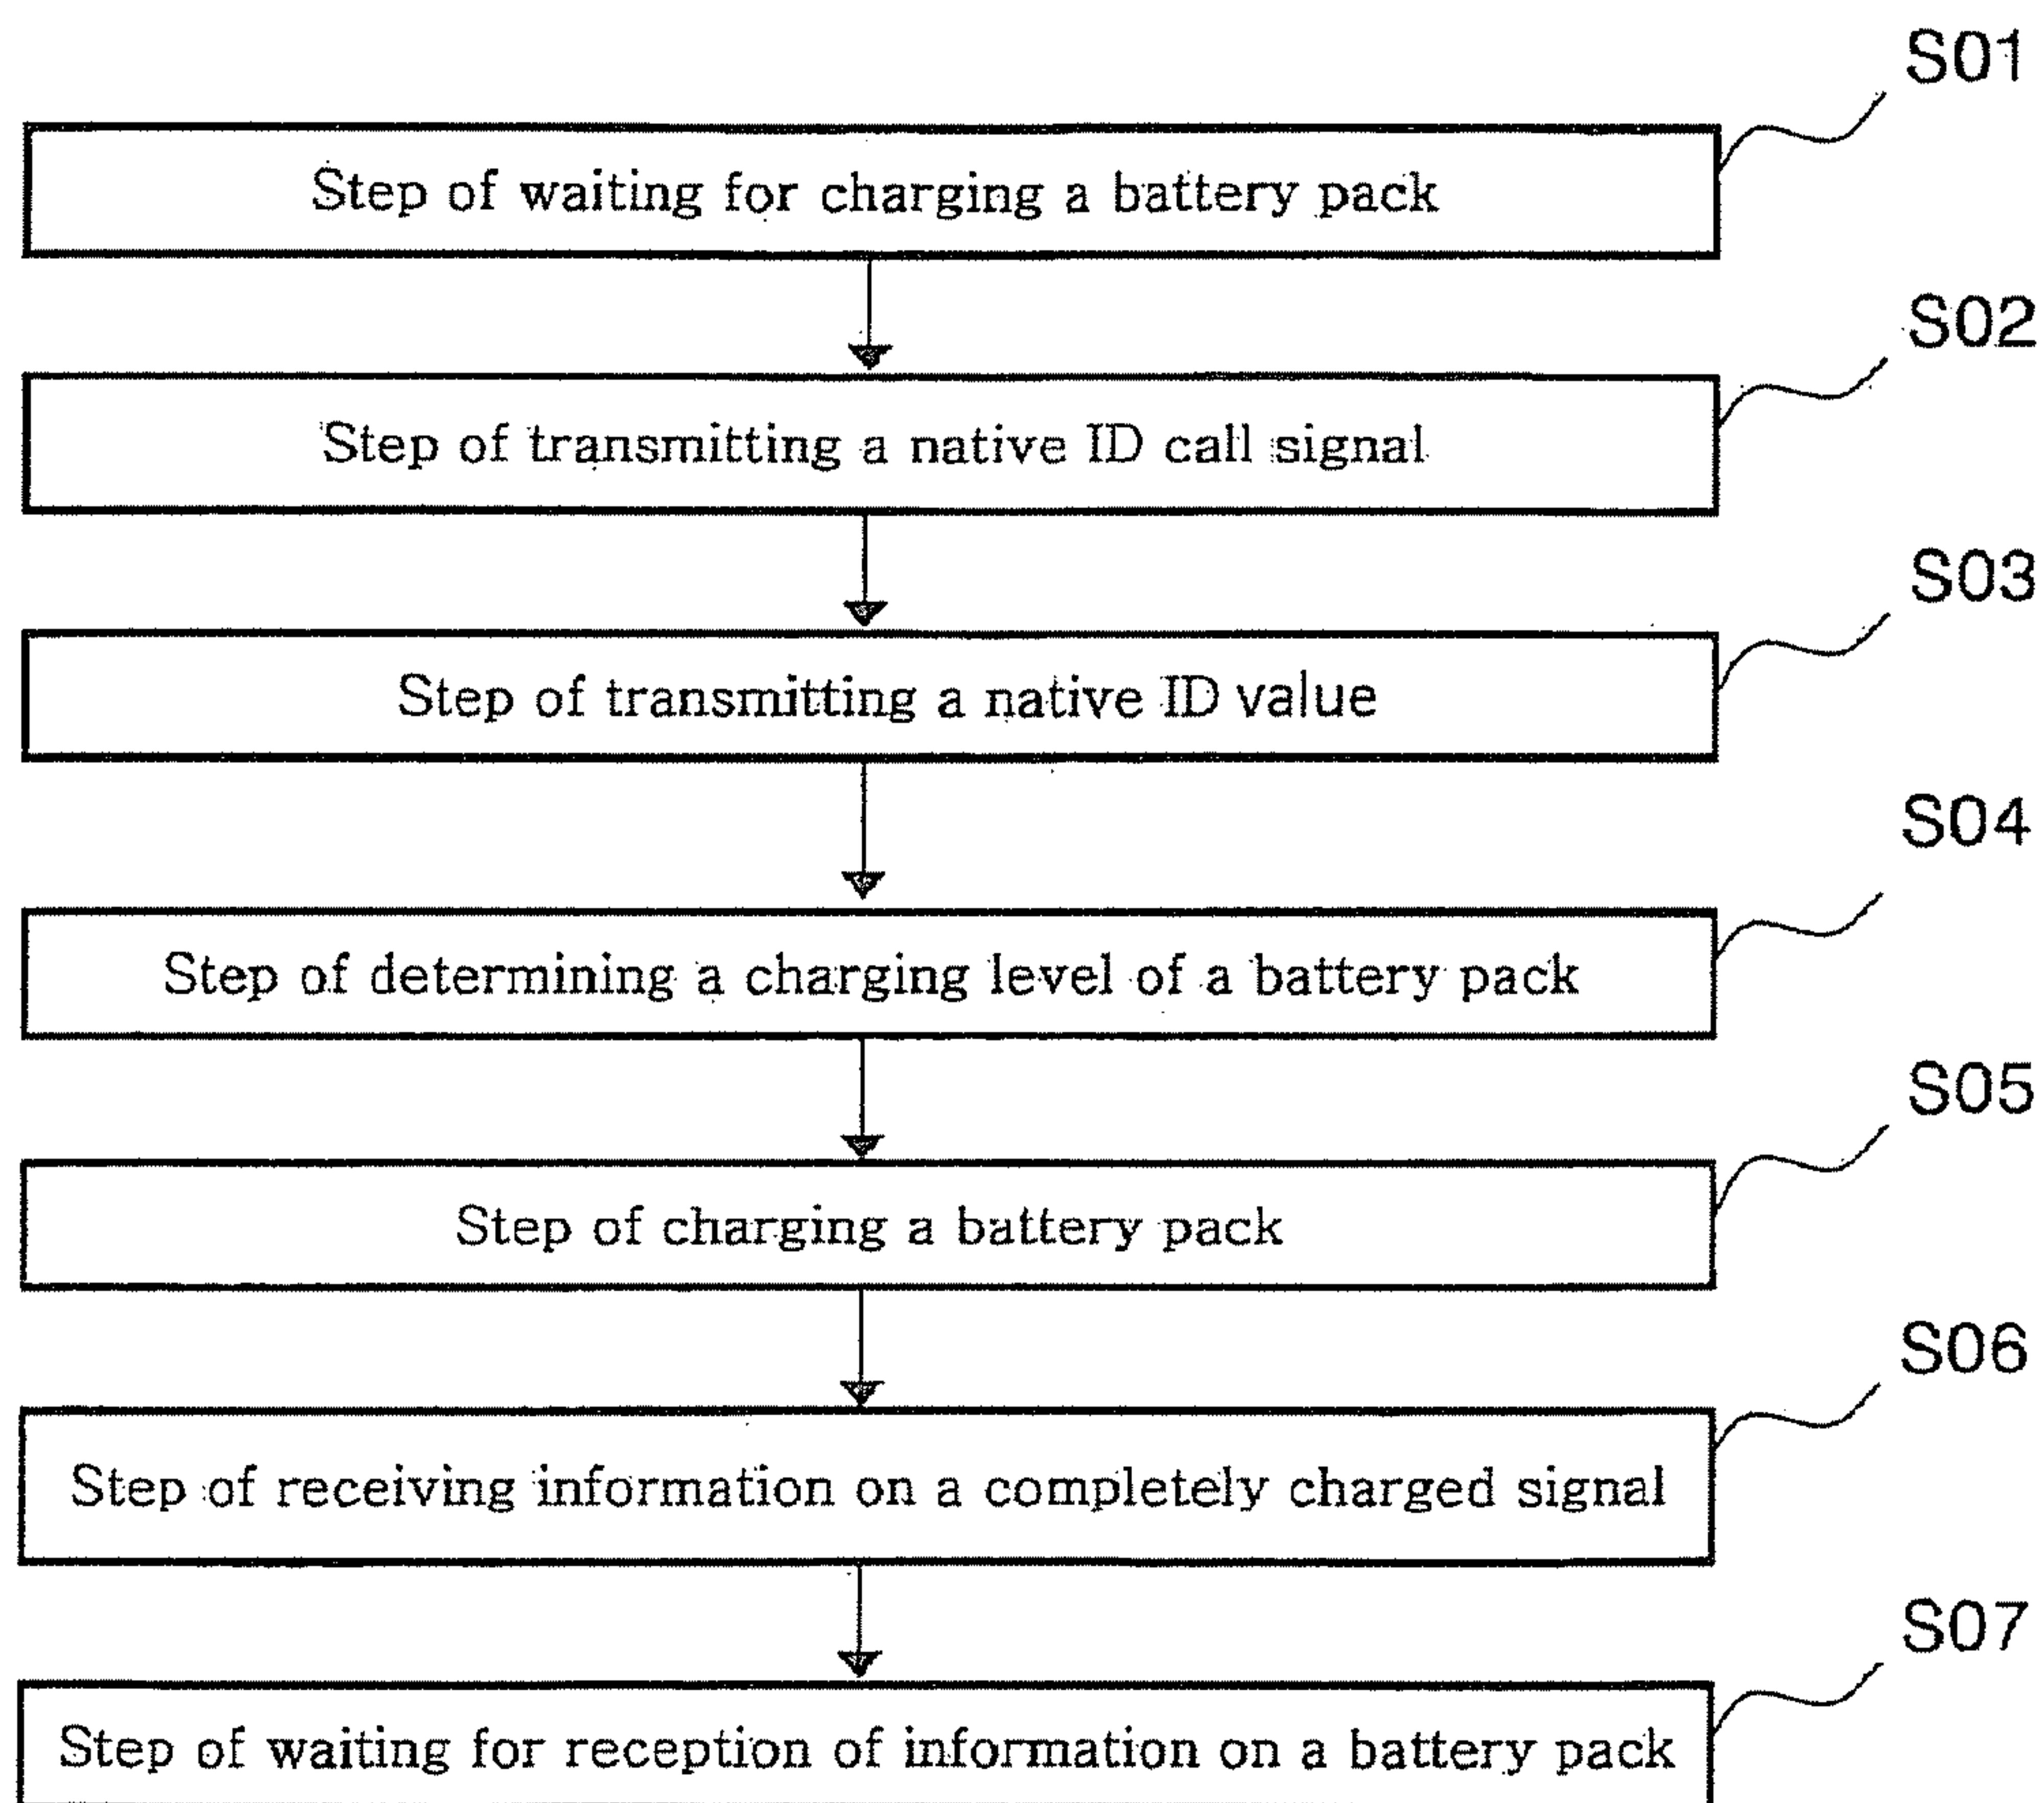 S01
Step of waiting for charging a battery pack
S02
Step of transmitting a native ID call signal
S03
Step of transmitting a native ID value
S04
Step of determining a charging level of a battery pack
S05
Step of charging a battery pack
S06
Step of receiving information on a completely charged signal
S07
Step of waiting for reception of information on a battery pack